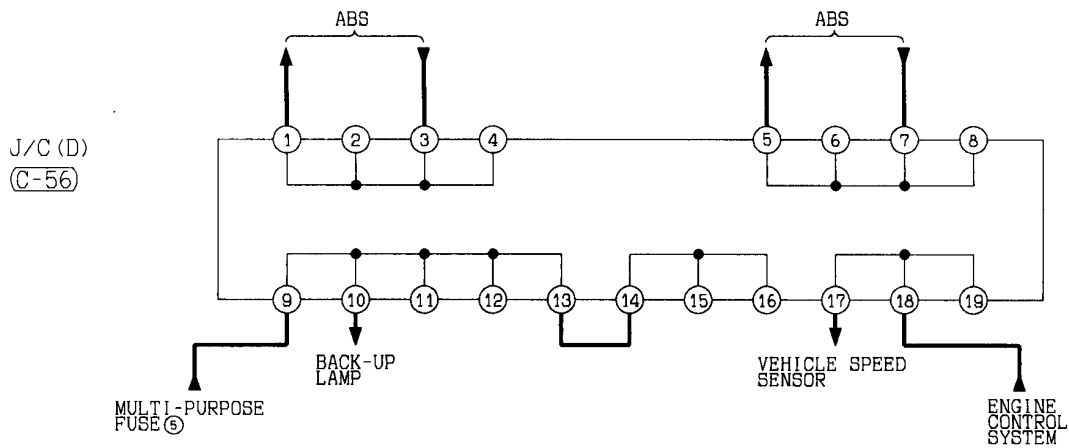 ABS
ABS
J/C (D)
C-56
1 2 3 4 5 6 7 8
9 10 11 12 13 14 15 16 17 18 19
BACK-UP
LAMP
VEHICLE SPEED
SENSOR
MULTI-PURPOSE
FUSE ⑤
ENGINE
CONTROL
SYSTEM